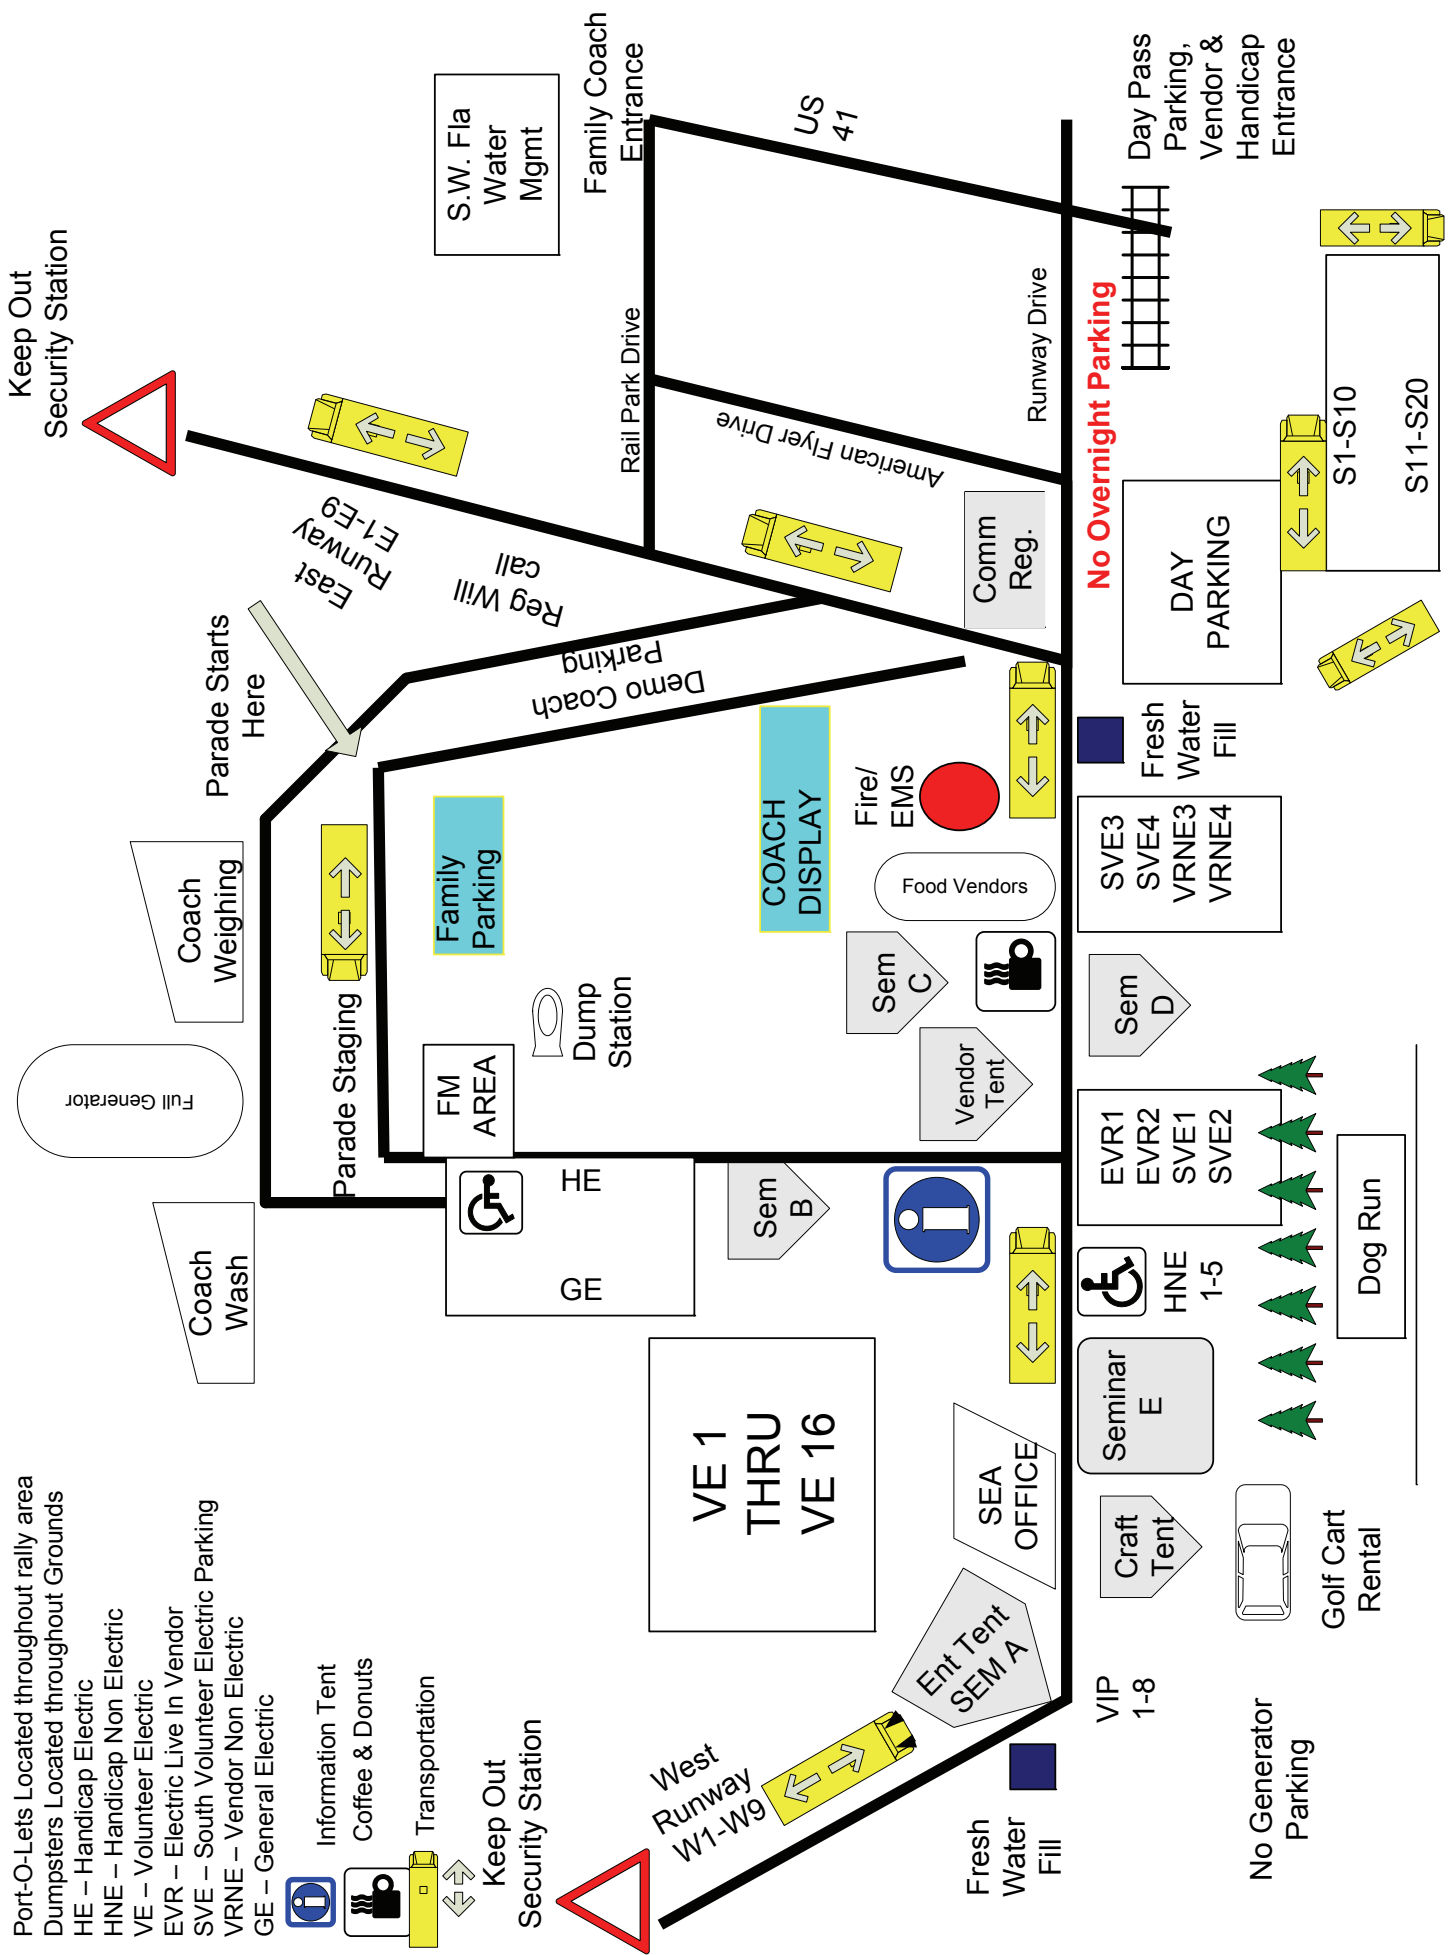 Port-O-Lets Located throughout rally area
Dumpsters Located throughout Grounds
HE – Handicap Electric
HNE – Handicap Non Electric
VE – Volunteer Electric
EVR – Electric Live In Vendor
SVE – South Volunteer Electric Parking
VRNE – Vendor Non Electric
GE – General Electric
Information Tent
Coffee & Donuts
Transportation
Keep Out
Security Station
Coach
Wash
Full Generator
Coach
Weighing
Parade Starts
Here
Keep Out
Security Station
Parade Staging
East
Runway
E1-E9
Reg Will
call
S.W. Fla
Water
Mgmt
Family Coach
Entrance
FM
AREA
Family
Parking
HE
GE
Dump
Station
Demo Coach
Parking
Rail Park Drive
US
41
American Flyer Drive
VE 1
THRU
VE 16
Sem
B
COACH
DISPLAY
West
Runway
W1-W9
Ent Tent
SEM A
SEA
OFFICE
Vendor
Tent
Sem
C
Food Vendors
Fire/
EMS
Comm
Reg.
Runway Drive
Fresh
Water
Fill
VIP
1-8
Craft
Tent
Seminar
E
HNE
1-5
EVR1
EVR2
SVE1
SVE2
Sem
D
SVE3
SVE4
VRNE3
VRNE4
Fresh
Water
Fill
No Overnight Parking
DAY
PARKING
Day Pass
Parking,
Vendor &
Handicap
Entrance
No Generator
Parking
Golf Cart
Rental
Dog Run
S1-S10
S11-S20